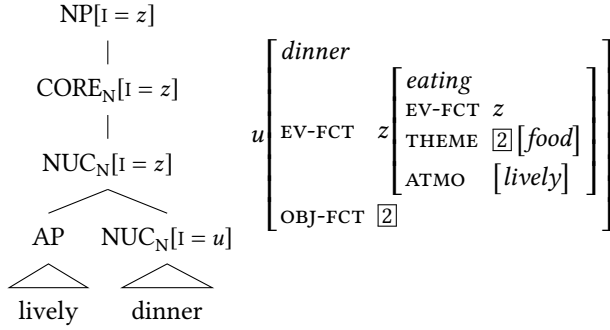 NP[I = z]
CORE_N[I = z]
NUC_N[I = z]
AP NUC_N[I = u]
lively dinner
u
dinner
EV-FCT z
eating
EV-FCT z
THEME 2 [food]
ATMO [lively]
OBJ-FCT 2